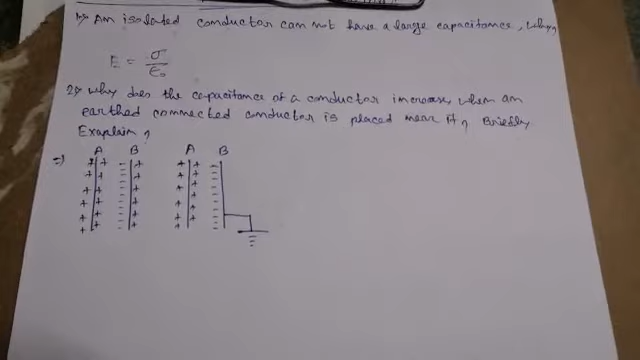 1) An isolated conductor can not have a large capacitance, why?
E = σ/ε₀
2) Why does the capacitance of a conductor increase when an
earthed connected conductor is placed near it? Briefly
Exaplain?
=) A B A B